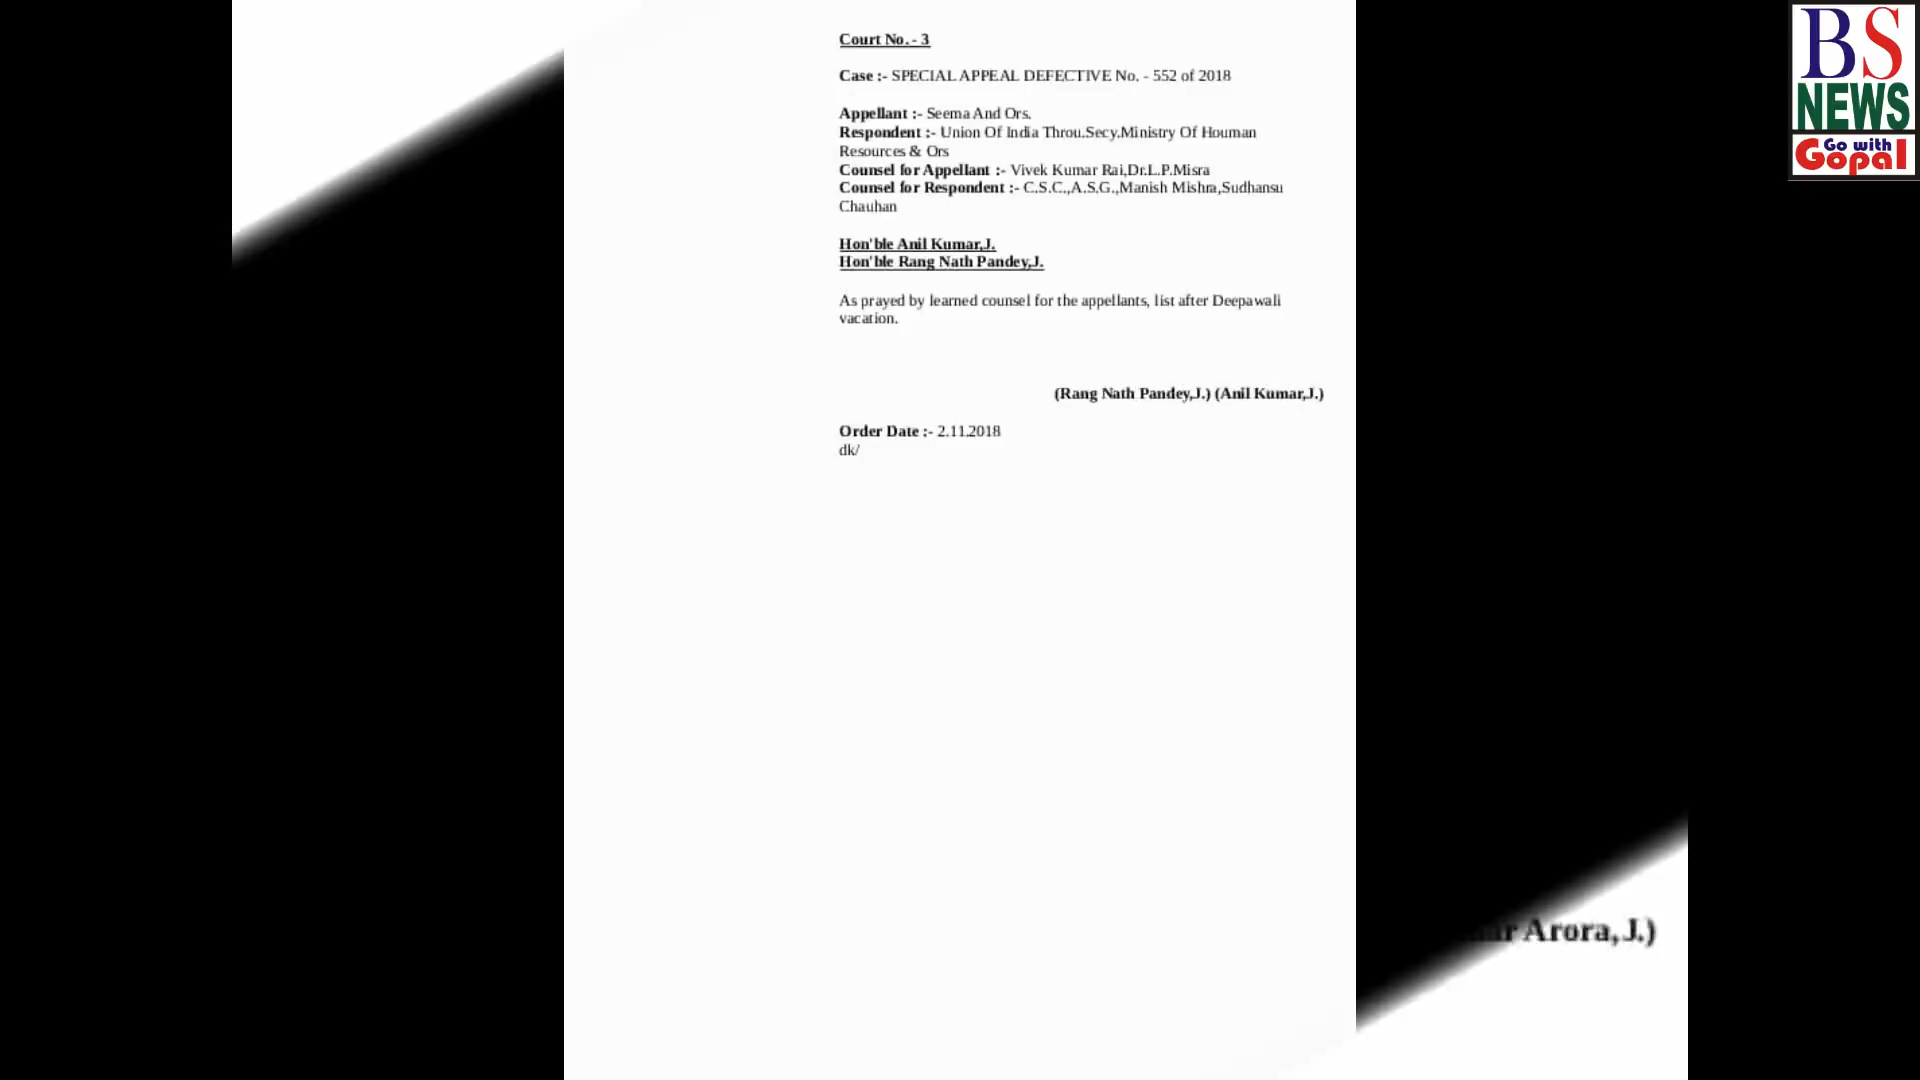 Court No. - 3
Case :- SPECIAL APPEAL DEFECTIVE No. - 552 of 2018
Appellant :- Seema And Ors.
Respondent :- Union Of India Throu.Secy.Ministry Of Houman
Resources & Ors
Counsel for Appellant :- Vivek Kumar Rai,Dr.L.P.Misra
Counsel for Respondent :- C.S.C.,A.S.G.,Manish Mishra,Sudhansu
Chauhan
Hon'ble Anil Kumar,J.
Hon'ble Rang Nath Pandey,J.
As prayed by learned counsel for the appellants, list after Deepawali
vacation.
(Rang Nath Pandey,J.) (Anil Kumar,J.)
Order Date :- 2.11.2018
dk/
Arora,J.)
BS
NEWS
Go with
Gopal